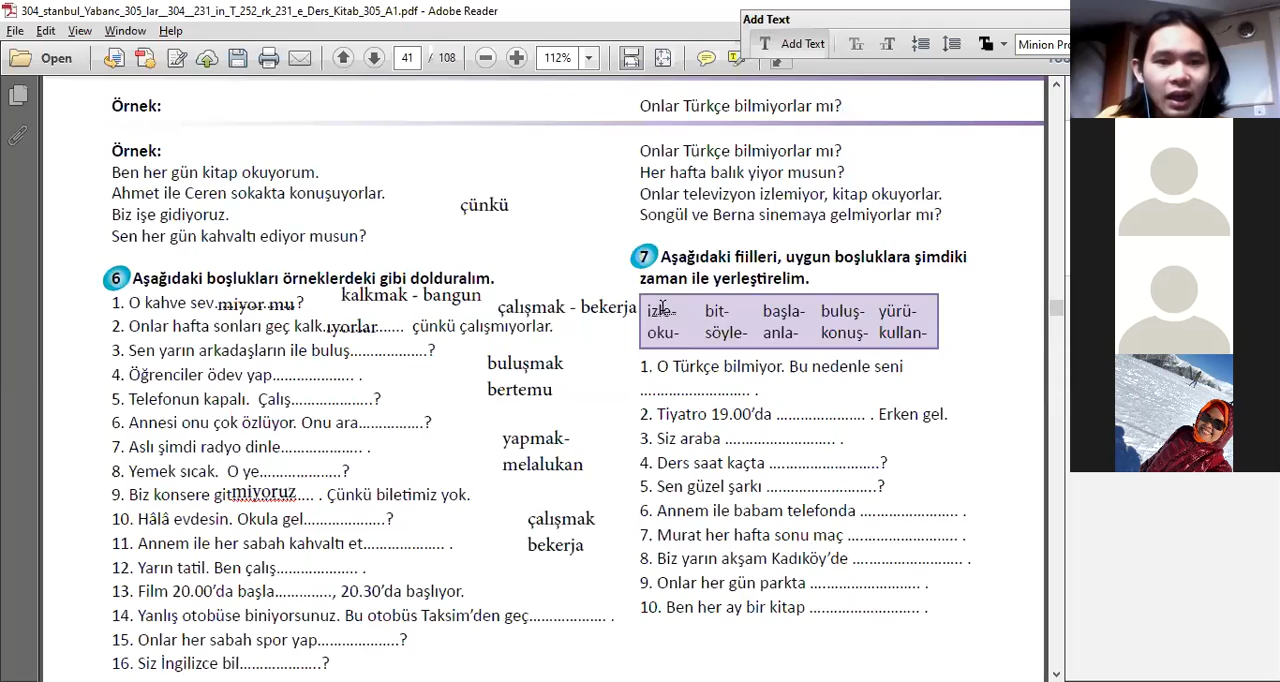 304_stanbul_Yabanc_305_lar__304__231_in_T_252_rk_231_e_Ders_Kitab_305_A1.pdf - Adobe Reader
File Edit View Window Help
Add Text
Open 41 / 108 112%
Add Text Minion Pro
Örnek: Onlar Türkçe bilmiyorlar mı?
Örnek:
Ben her gün kitap okuyorum.
Ahmet ile Ceren sokakta konuşuyorlar.
Biz işe gidiyoruz.
Sen her gün kahvaltı ediyor musun?
çünkü
6 Aşağıdaki boşlukları örneklerdeki gibi dolduralım.
kalkmak - bangun
1. O kahve sev.miyor mu..?
çalışmak - bekerja
2. Onlar hafta sonları geç kalk..ıyorlar............ çünkü çalışmıyorlar.
3. Sen yarın arkadaşların ile buluş....................?
buluşmak
bertemu
4. Öğrenciler ödev yap................... .
5. Telefonun kapalı. Çalış....................?
6. Annesi onu çok özlüyor. Onu ara...............?
7. Aslı şimdi radyo dinle................... .
yapmak-
melalukan
8. Yemek sıcak. O ye....................?
9. Biz konsere gitmiyoruz.... . Çünkü biletimiz yok.
10. Hâlâ evdesin. Okula gel...................?
çalışmak
bekerja
11. Annem ile her sabah kahvaltı et................... .
12. Yarın tatil. Ben çalış................... .
13. Film 20.00’da başla............., 20.30’da başlıyor.
14. Yanlış otobüse biniyorsunuz. Bu otobüs Taksim’den geç.................. .
15. Onlar her sabah spor yap...................?
16. Siz İngilizce bil...................?
Onlar Türkçe bilmiyorlar mı?
Her hafta balık yiyor musun?
Onlar televizyon izlemiyor, kitap okuyorlar.
Songül ve Berna sinemaya gelmiyorlar mı?
7 Aşağıdaki fiilleri, uygun boşluklara şimdiki
zaman ile yerleştirelim.
izle- bit- başla- buluş- yürü-
oku- söyle- anla- konuş- kullan-
1. O Türkçe bilmiyor. Bu nedenle seni
.......................... .
2. Tiyatro 19.00’da ..................... . Erken gel.
3. Siz araba .......................... .
4. Ders saat kaçta ..........................?
5. Sen güzel şarkı ..........................?
6. Annem ile babam telefonda ....................... .
7. Murat her hafta sonu maç .......................... .
8. Biz yarın akşam Kadıköy’de .......................... .
9. Onlar her gün parkta .......................... .
10. Ben her ay bir kitap .......................... .